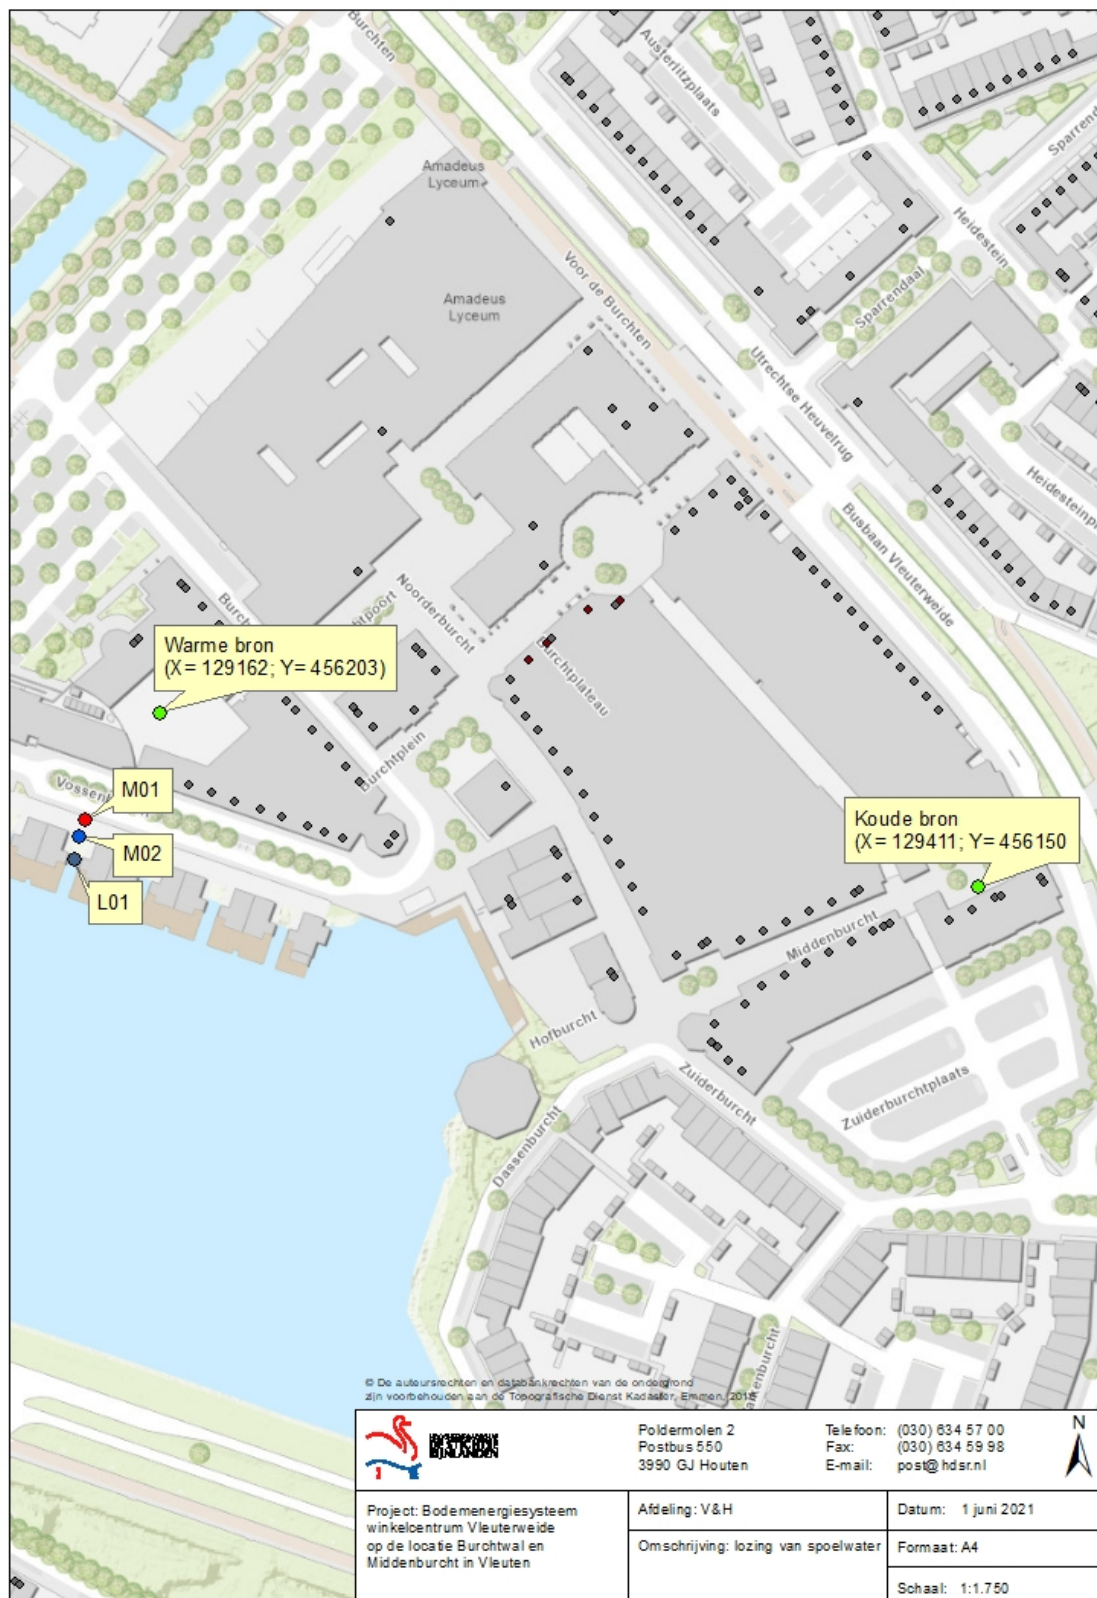 Burchten
Austerlitzplaats
Amadeus
Lyceum
Sparrenda
Heidestein
Voor de Burchten
Sparrendaal
Amadeus
Lyceum
Utrechtse Heuvelrug
Heidesteinp
Busbaan Vleuterweide
Noorderburcht
Warme bron
(X= 129162; Y= 456203)
Burchtplateau
Burchtplein
M01
M02
L01
Koude bron
(X= 129411; Y= 456150
Middenburcht
Hofburcht
Zuiderburcht
Zuiderburchtplaats
Dassenburcht
© De auteursrechten en databankrechten van de ondergrond
zijn voorbehouden aan de Topografische Dienst Kadaster, Emmen,
DE STICHTSE
RIJNLANDEN
Poldermolen 2
Postbus 550
3990 GJ Houten
Telefoon: (030) 634 57 00
Fax: (030) 634 59 98
E-mail: post@hdsr.nl
N
Project: Bodemenergiesysteem
winkelcentrum Vleuterweide
op de locatie Burchtwal en
Middenburcht in Vleuten
Afdeling: V&H
Omschrijving: lozing van spoelwater
Datum: 1 juni 2021
Formaat: A4
Schaal: 1:1.750